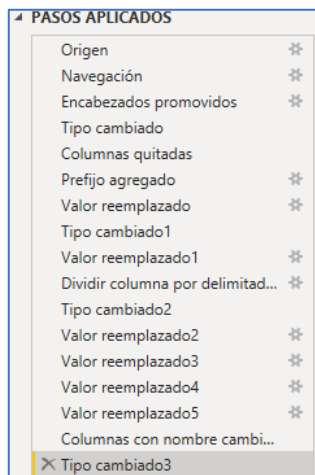 PASOS APLICADOS
Origen
Navegación
Encabezados promovidos
Tipo cambiado
Columnas quitadas
Prefijo agregado
Valor reemplazado
Tipo cambiado1
Valor reemplazado1
Dividir columna por delimitad...
Tipo cambiado2
Valor reemplazado2
Valor reemplazado3
Valor reemplazado4
Valor reemplazado5
Columnas con nombre cambi...
Tipo cambiado3